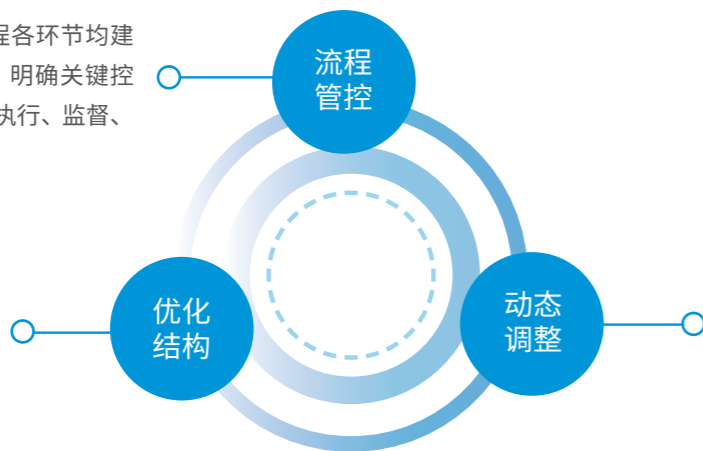 程各环节均建
明确关键控
执行、监督、
流程
管控
优化
结构
动态
调整